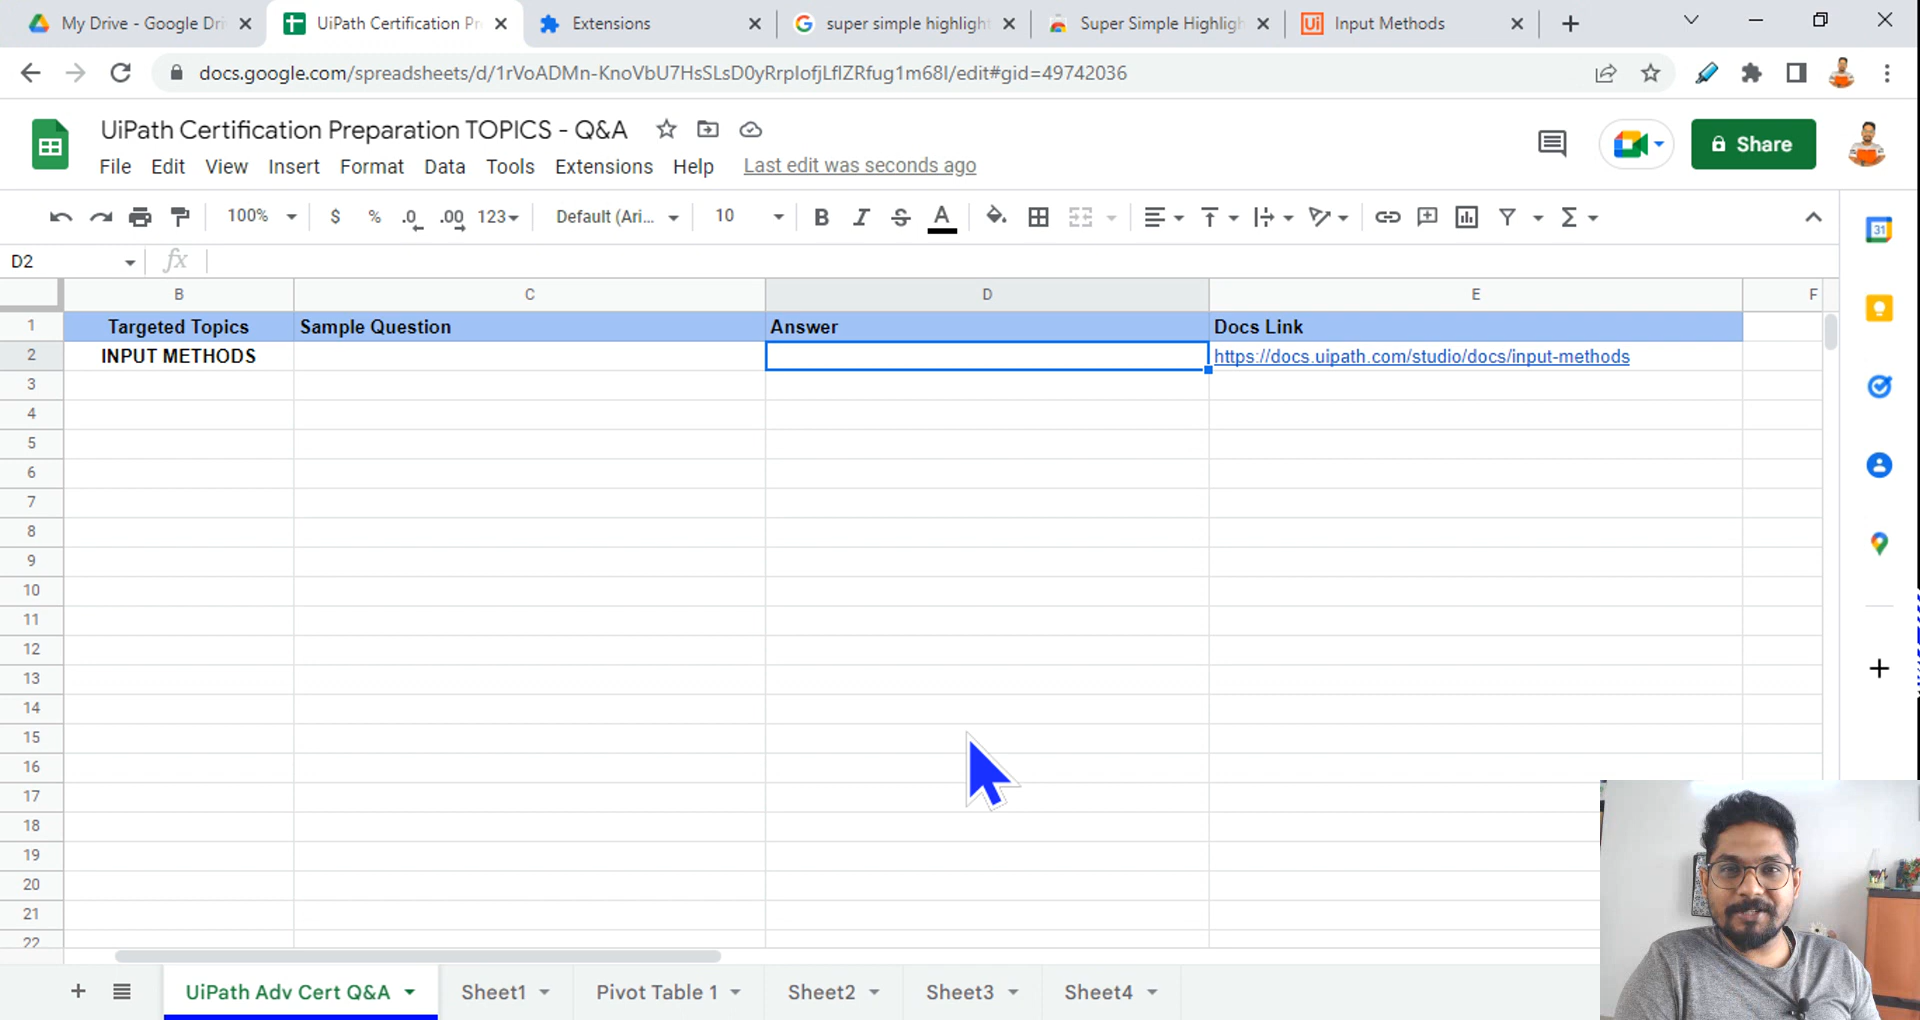 My Drive - Google Dri
UiPath Certification Pr
Extensions
super simple highlight
Super Simple Highligh
Ui
Input Methods
docs.google.com/spreadsheets/d/1rVoADMn-KnoVbU7HsSLsD0yRrpIofjLflZRfug1m68I/edit#gid=49742036
UiPath Certification Preparation TOPICS - Q&A
Share
File Edit View Insert Format Data Tools Extensions Help Last edit was seconds ago
100% $ % .0 .00 123 Default (Ari... 10 B I S A Σ
31
D2 fx
B C D E F
1 Targeted Topics Sample Question Answer Docs Link
2 INPUT METHODS https://docs.uipath.com/studio/docs/input-methods
3
4
5
6
7
8
9
10
11
12
13
14
15
16
17
18
19
20
21
22
+ UiPath Adv Cert Q&A Sheet1 Pivot Table 1 Sheet2 Sheet3 Sheet4